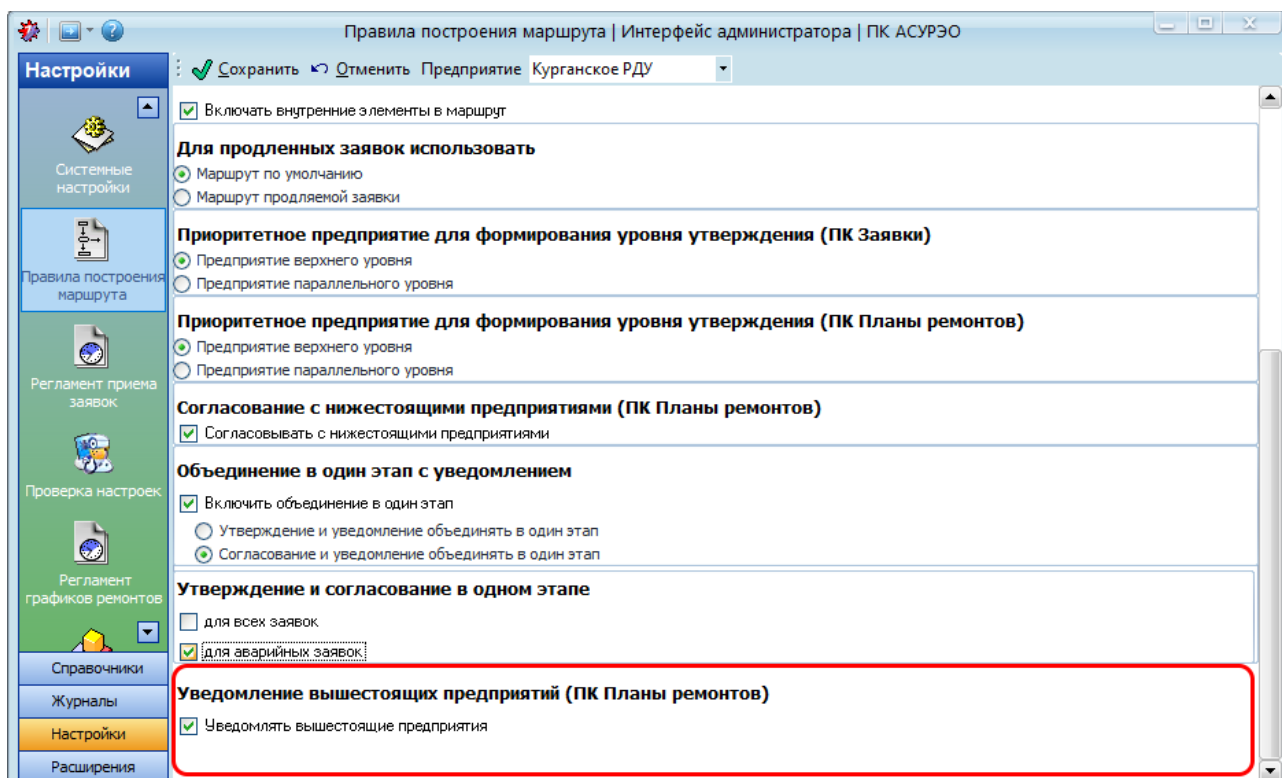 Правила построения маршрута | Интерфейс администратора | ПК АСУРЭО
Настройки
Сохранить Отменить Предприятие Курганское РДУ
Системные
настройки
Правила построения
маршрута
Регламент приема
заявок
Проверка настроек
Регламент
графиков ремонтов
Справочники
Журналы
Настройки
Расширения
Включать внутренние элементы в маршрут
Для продленных заявок использовать
Маршрут по умолчанию
Маршрут продляемой заявки
Приоритетное предприятие для формирования уровня утверждения (ПК Заявки)
Предприятие верхнего уровня
Предприятие параллельного уровня
Приоритетное предприятие для формирования уровня утверждения (ПК Планы ремонтов)
Предприятие верхнего уровня
Предприятие параллельного уровня
Согласование с нижестоящими предприятиями (ПК Планы ремонтов)
Согласовывать с нижестоящими предприятиями
Объединение в один этап с уведомлением
Включить объединение в один этап
Утверждение и уведомление объединять в один этап
Согласование и уведомление объединять в один этап
Утверждение и согласование в одном этапе
для всех заявок
для аварийных заявок
Уведомление вышестоящих предприятий (ПК Планы ремонтов)
Уведомлять вышестоящие предприятия